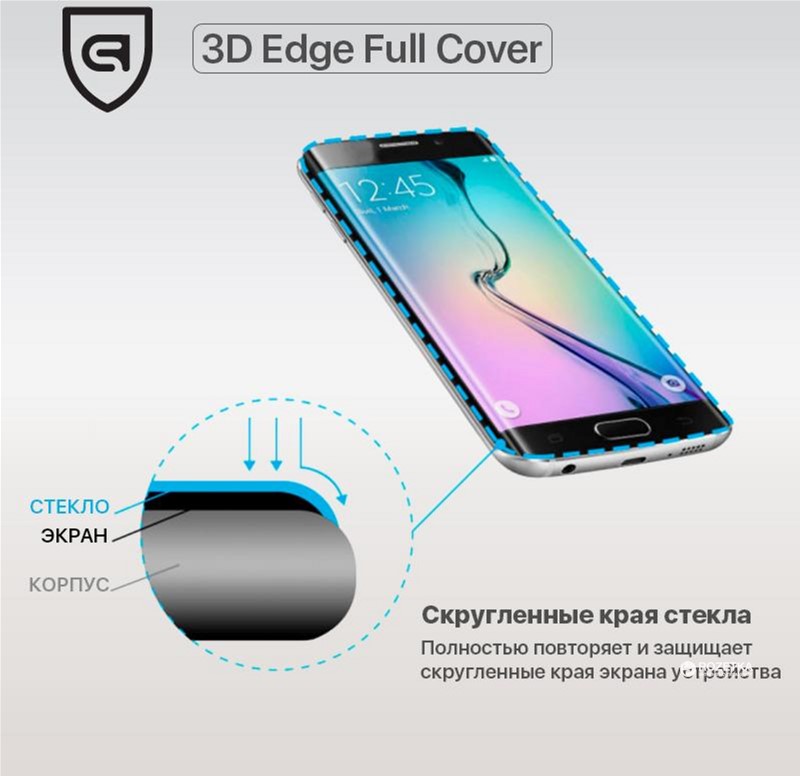 3D Edge Full Cover
12:45
СТЕКЛО
ЭКРАН
КОРПУС
Скругленные края стекла
Полностью повторяет и защищает
скругленные края экрана устройства
ROZETKA